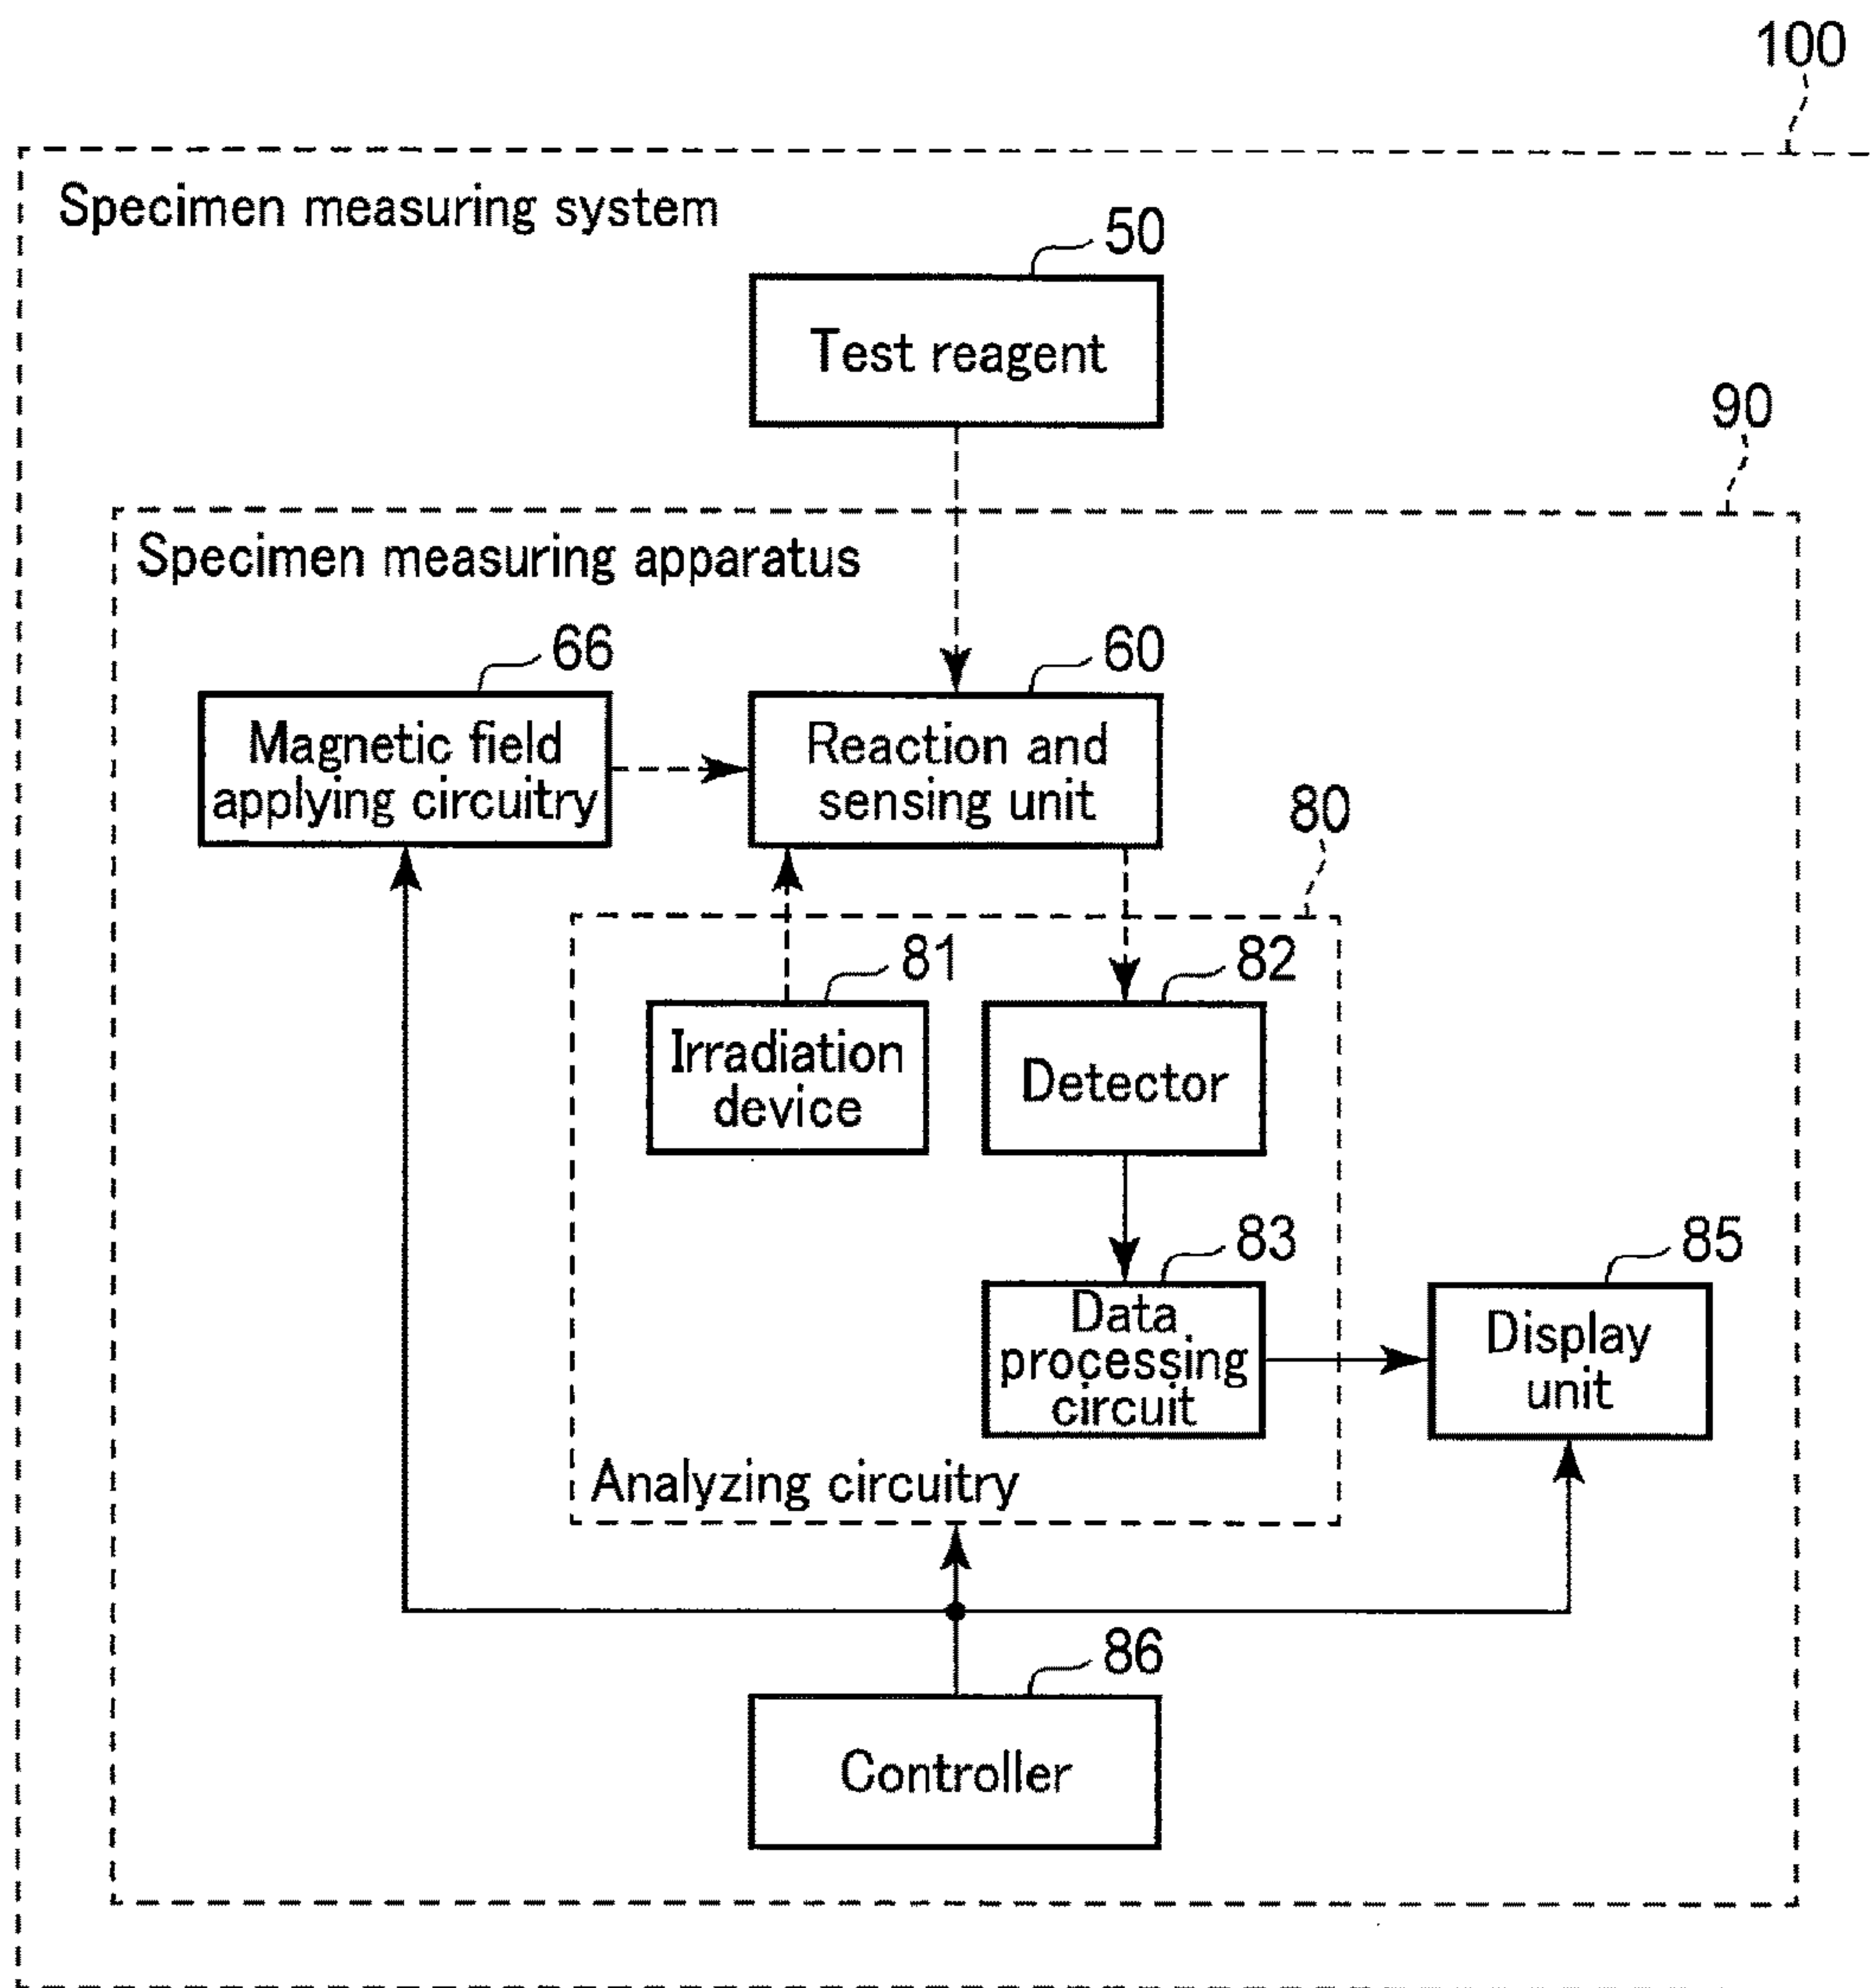 100
Specimen measuring system
50
Test reagent
90
Specimen measuring apparatus
66
Magnetic field
applying circuitry
60
Reaction and
sensing unit
80
81
Irradiation
device
82
Detector
83
Data
processing
circuit
85
Display
unit
Analyzing circuitry
86
Controller